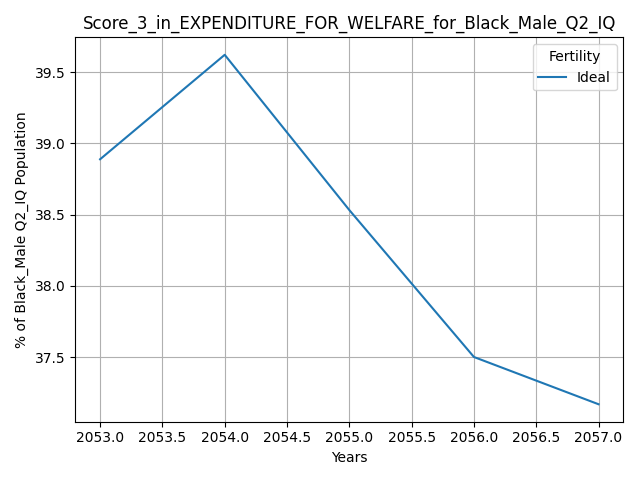 Score_3_in_EXPENDITURE_FOR_WELFARE_for_Black_Male_Q2_IQ
Fertility
Ideal
% of Black_Male Q2_IQ Population
39.5
39.0
38.5
38.0
37.5
2053.0 2053.5 2054.0 2054.5 2055.0 2055.5 2056.0 2056.5 2057.0
Years